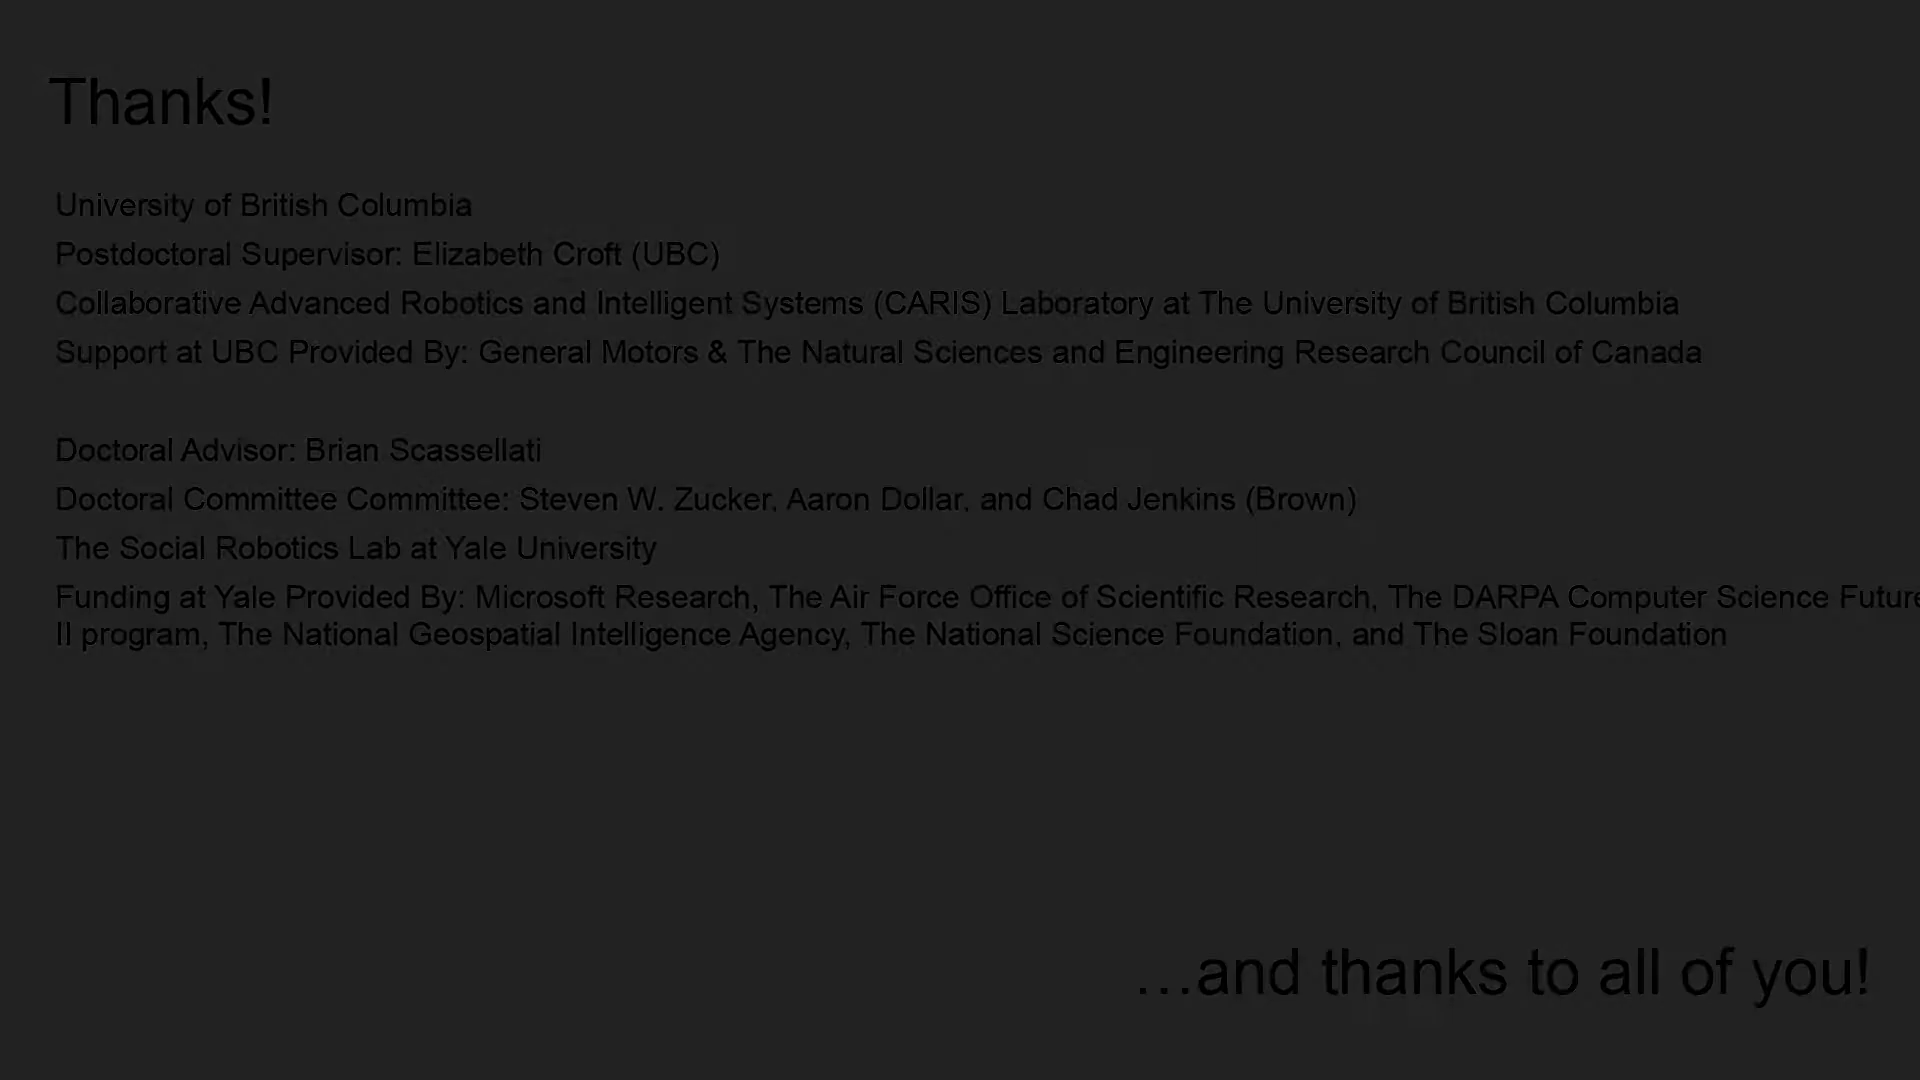 Thanks!
University of British Columbia
Postdoctoral Supervisor: Elizabeth Croft (UBC)
Collaborative Advanced Robotics and Intelligent Systems (CARIS) Laboratory at The University of British Columbia
Support at UBC Provided By: General Motors & The Natural Sciences and Engineering Research Council of Canada
Doctoral Advisor: Brian Scassellati
Doctoral Committee Committee: Steven W. Zucker, Aaron Dollar, and Chad Jenkins (Brown)
The Social Robotics Lab at Yale University
Funding at Yale Provided By: Microsoft Research, The Air Force Office of Scientific Research, The DARPA Computer Science Future
II program, The National Geospatial Intelligence Agency, The National Science Foundation, and The Sloan Foundation
…and thanks to all of you!